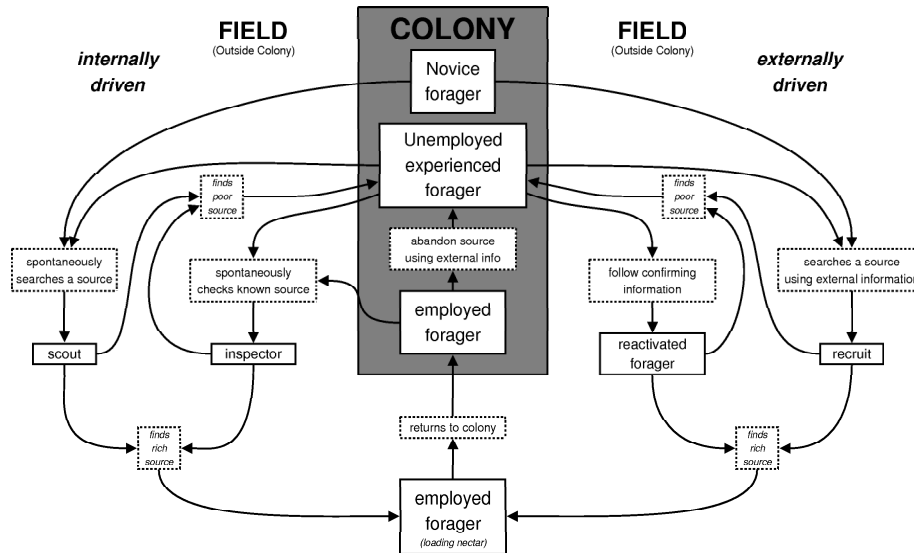 FIELD
(Outside Colony)
COLONY
FIELD
(Outside Colony)
internally
driven
externally
driven
Novice
forager
Unemployed
experienced
forager
finds
poor
source
finds
poor
source
abandon source
using external info
spontaneously
searches a source
spontaneously
checks known source
follow confirming
information
searches a source
using external information
employed
forager
scout
inspector
reactivated
forager
recruit
returns to colony
finds
rich
source
finds
rich
source
employed
forager
(loading nectar)